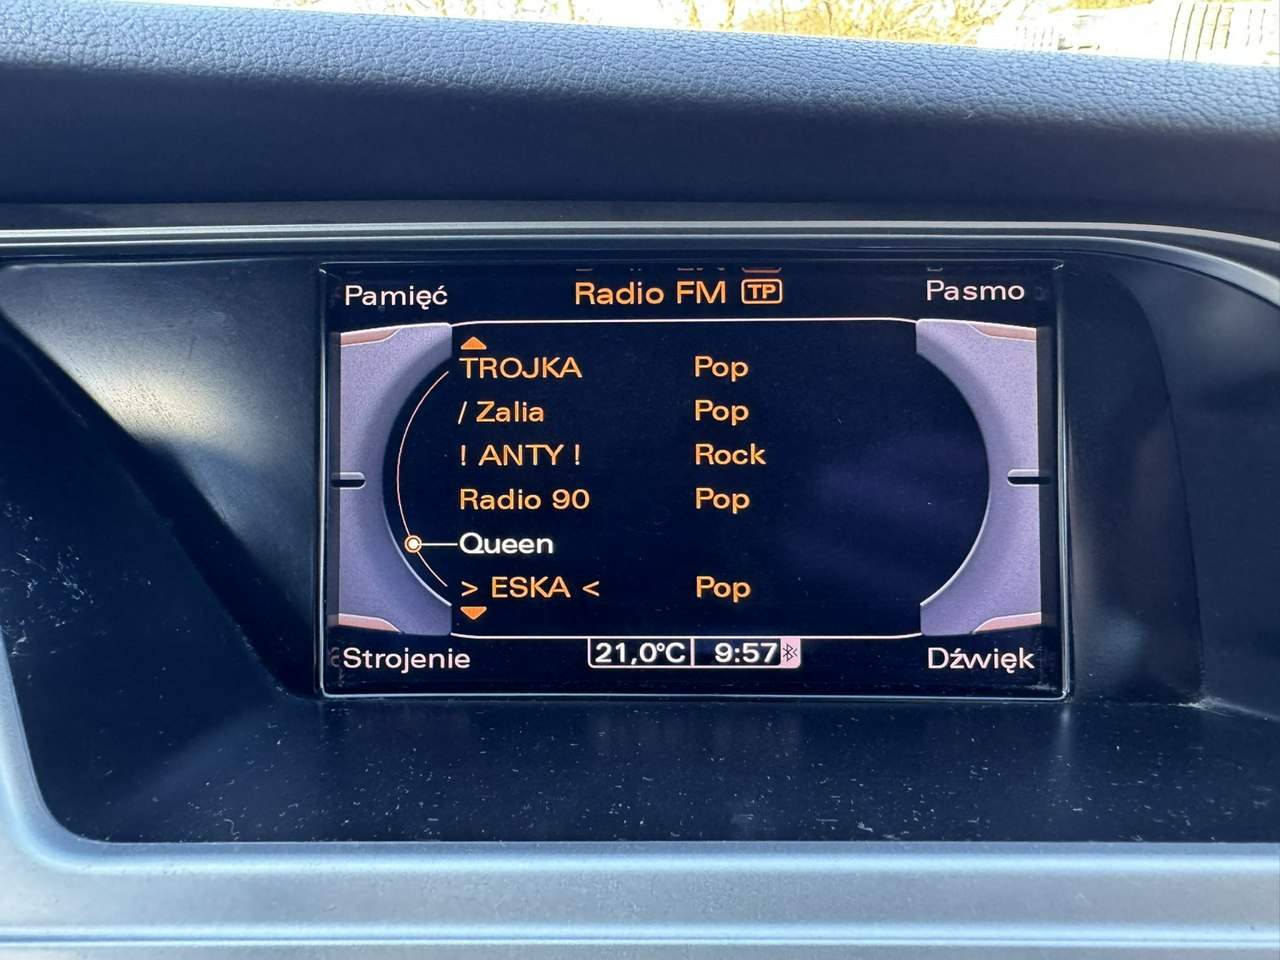 Pamięć Radio FM TP Pasmo
TROJKA Pop
/ Zalia Pop
! ANTY ! Rock
Radio 90 Pop
Queen
> ESKA < Pop
Strojenie 21,0°C 9:57 Dźwięk